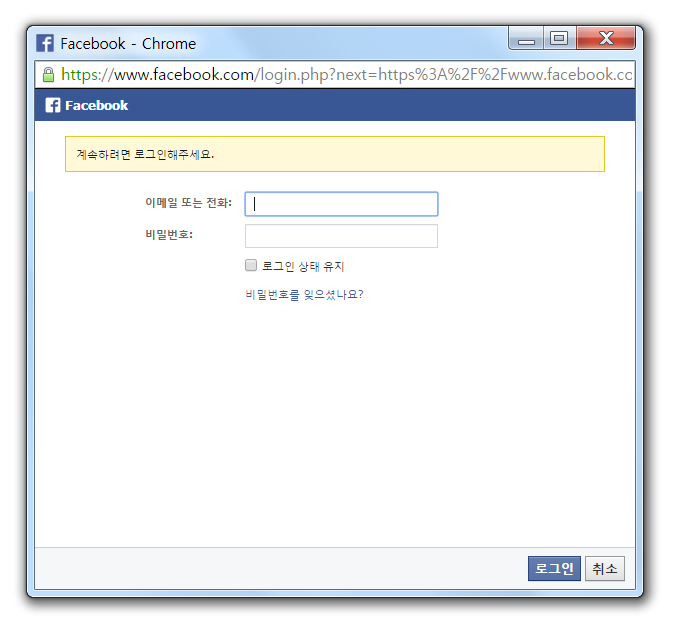 Facebook - Chrome
https://www.facebook.com/login.php?next=https%3A%2F%2Fwww.facebook.co
Facebook
계속하려면 로그인해주세요.
이메일 또는 전화:
비밀번호:
로그인 상태 유지
비밀번호를 잊으셨나요?
로그인 취소